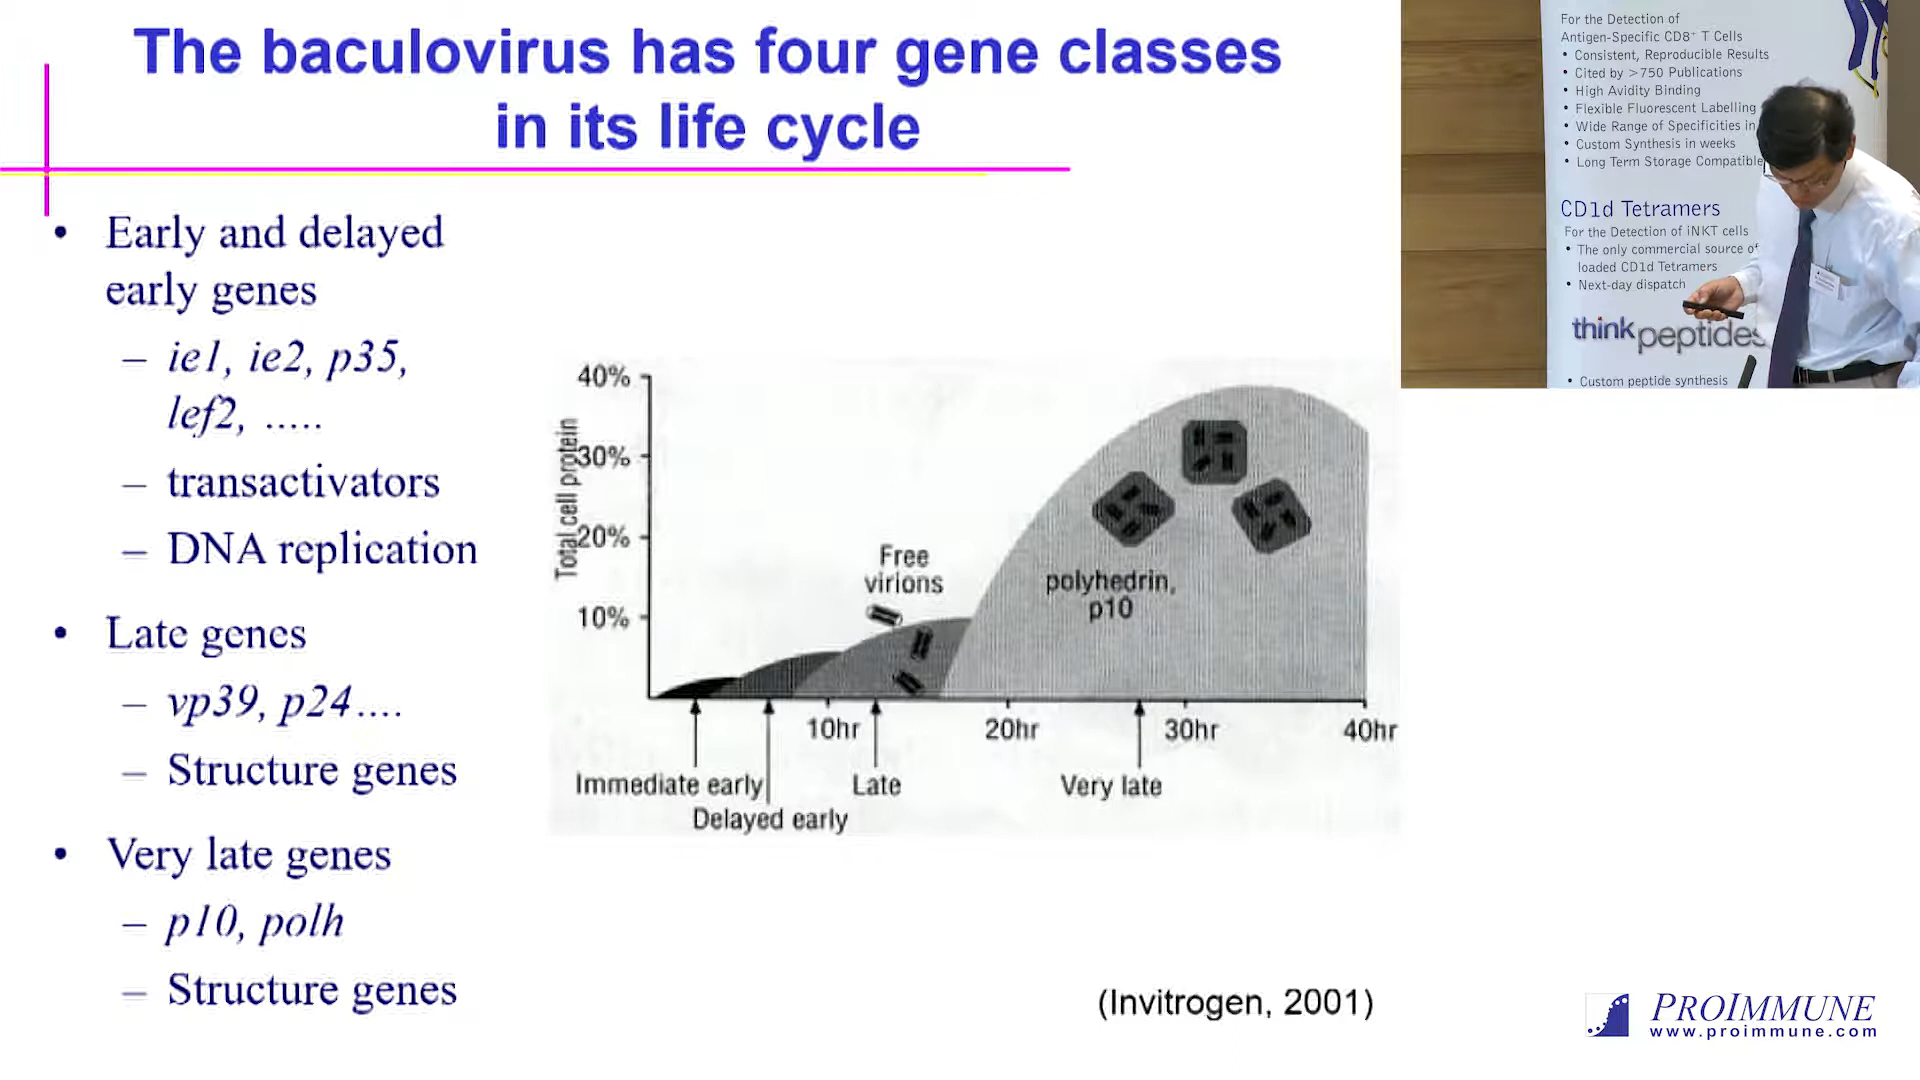 The baculovirus has four gene classes
in its life cycle
• Early and delayed
early genes
– ie1, ie2, p35,
lef2, .....
– transactivators
– DNA replication
• Late genes
– vp39, p24....
– Structure genes
• Very late genes
– p10, polh
– Structure genes
Total cell protein
40%
30%
20%
10%
Free
virions
polyhedrin,
p10
10hr
20hr
30hr
40hr
Immediate early
Late
Very late
Delayed early
(Invitrogen, 2001)
For the Detection of
Antigen-Specific CD8+ T Cells
• Consistent, Reproducible Results
• Cited by >750 Publications
• High Avidity Binding
• Flexible Fluorescent Labelling
• Wide Range of Specificities in
• Custom Synthesis in weeks
• Long Term Storage Compatible
CD1d Tetramers
For the Detection of iNKT cells
• The only commercial source of
loaded CD1d Tetramers
• Next-day dispatch
think peptides
• Custom peptide synthesis
PROIMMUNE
www.proimmune.com